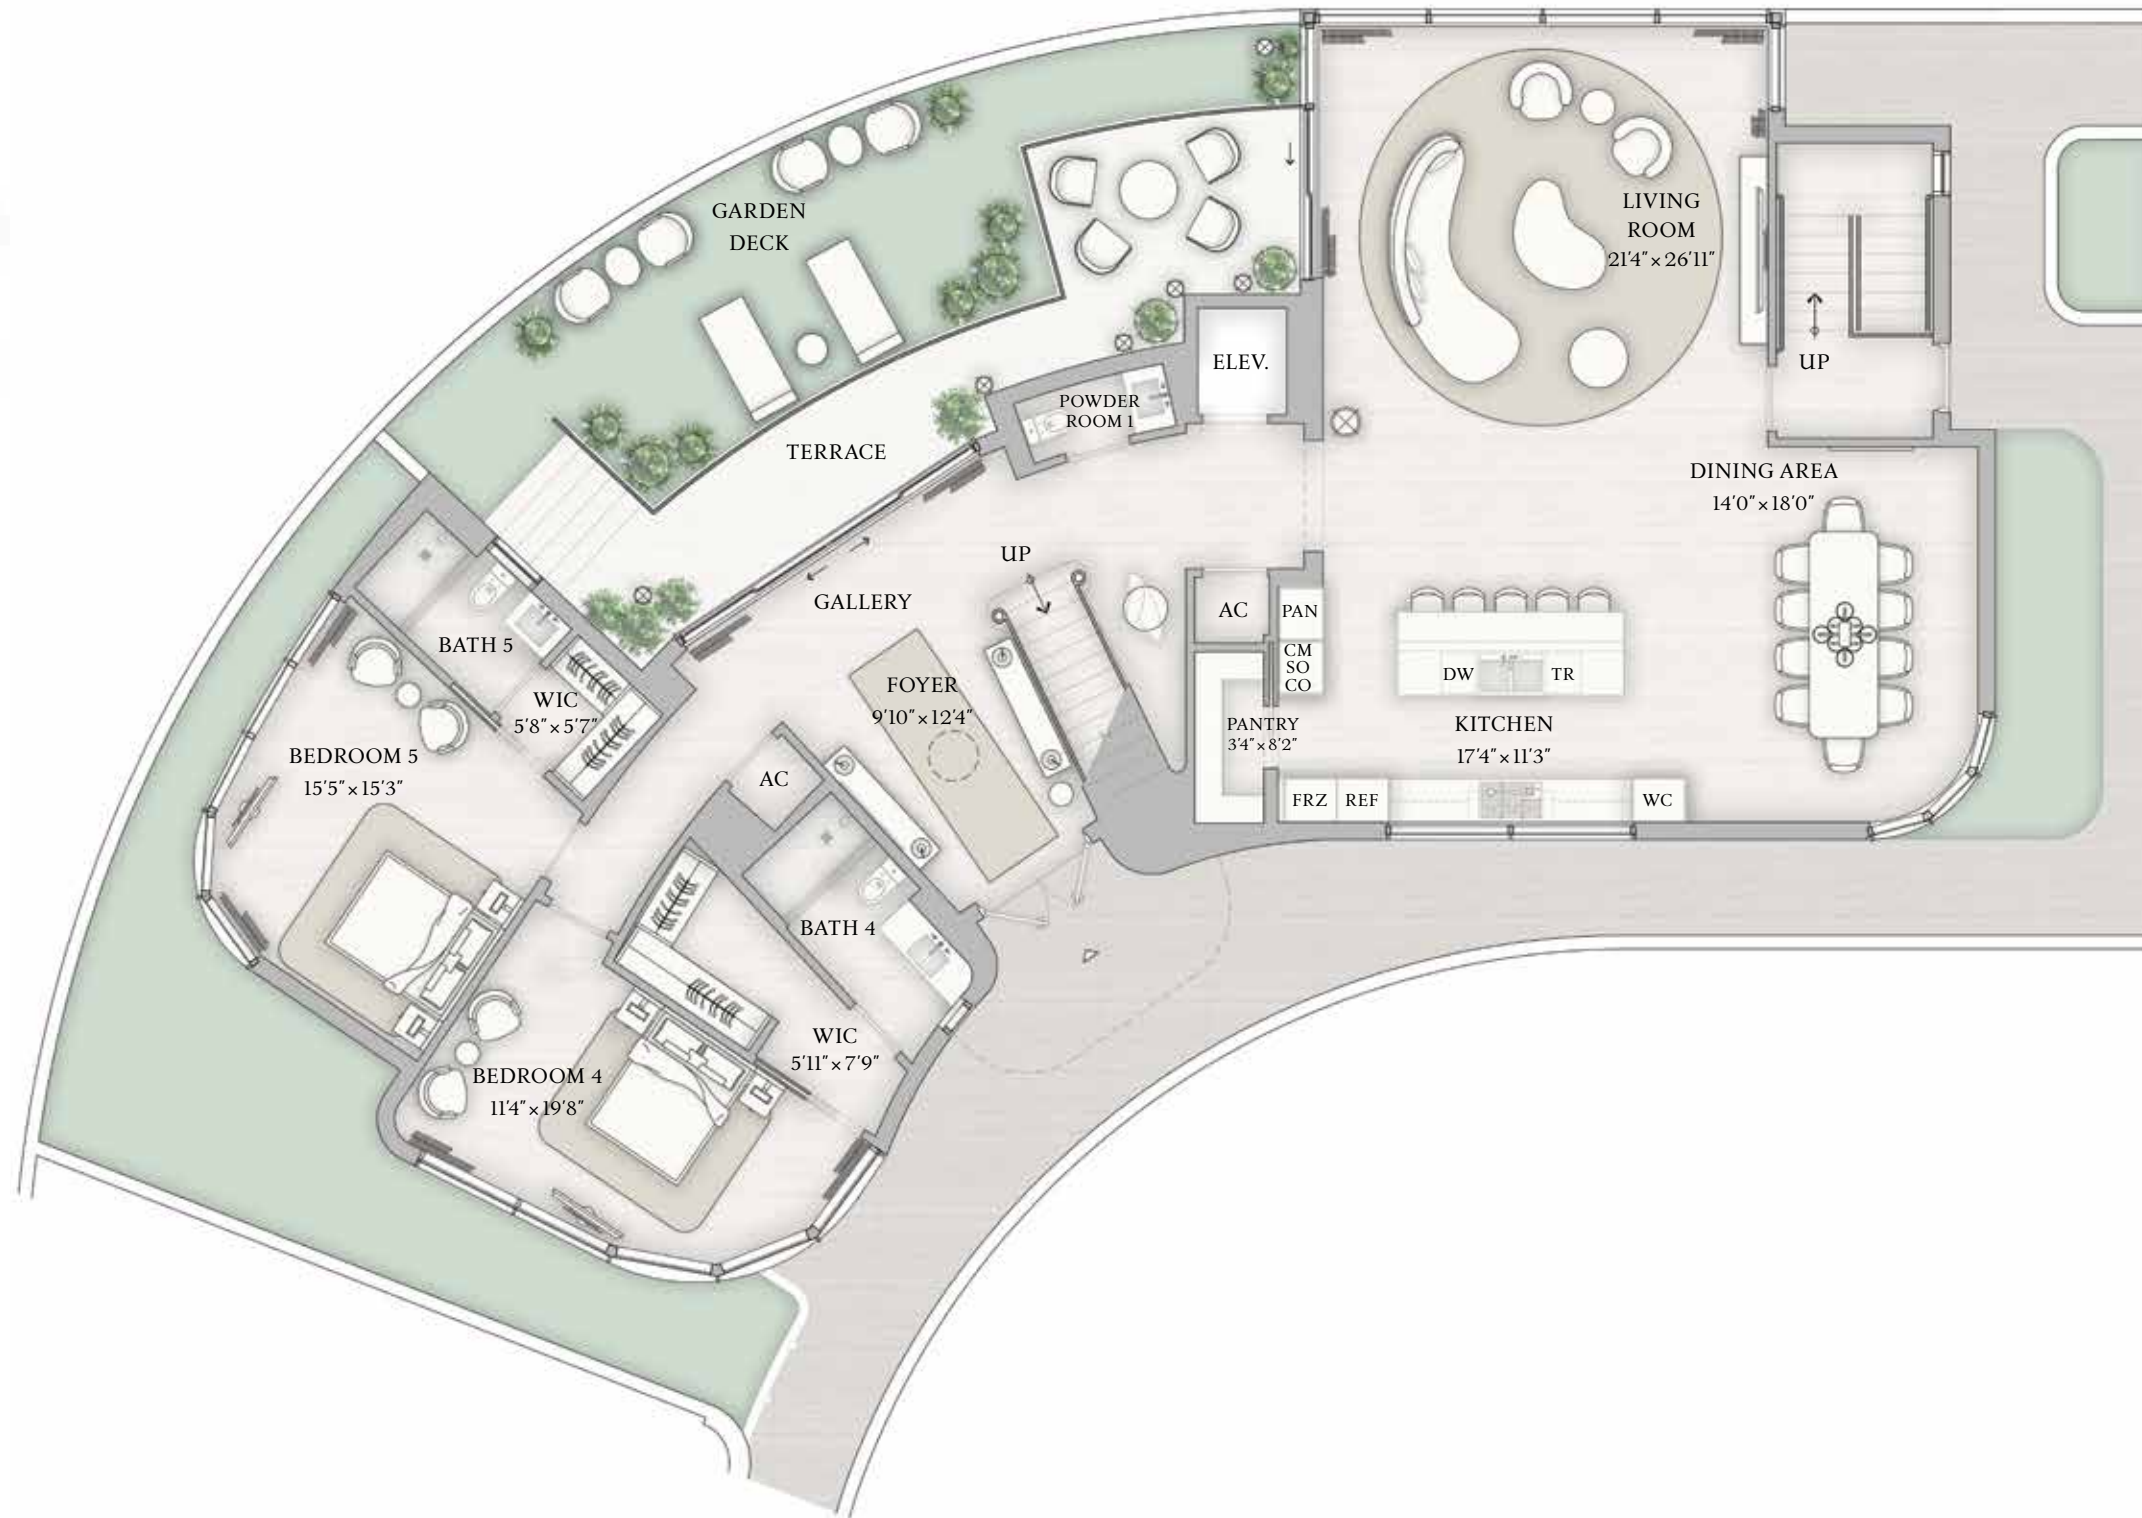 GARDEN
DECK
LIVING
ROOM
21'4" × 26'11"
ELEV.
UP
POWDER
ROOM 1
TERRACE
DINING AREA
14'0" × 18'0"
UP
GALLERY
AC
PAN
CM
SO
CO
BATH 5
WIC
5'8" × 5'7"
FOYER
9'10" × 12'4"
DW
TR
PANTRY
3'4" × 8'2"
KITCHEN
17'4" × 11'3"
BEDROOM 5
15'5" × 15'3"
AC
FRZ
REF
WC
BATH 4
WIC
5'11" × 7'9"
BEDROOM 4
11'4" × 19'8"